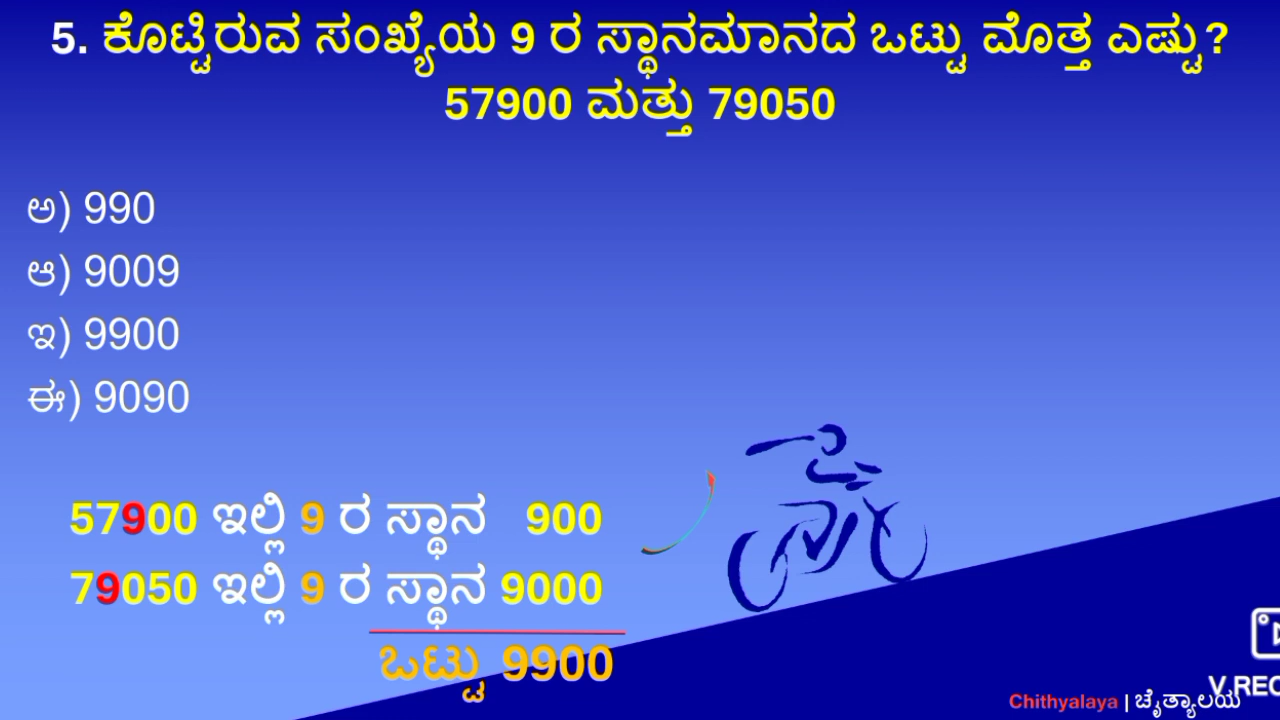 5. ಕೊಟ್ಟಿರುವ ಸಂಖ್ಯೆಯ 9 ರ ಸ್ಥಾನಮಾನದ ಒಟ್ಟು ಮೊತ್ತ ಎಷ್ಟು?
57900 ಮತ್ತು 79050
ಅ) 990
ಆ) 9009
ಇ) 9900
ಈ) 9090
57900 ಇಲ್ಲಿ 9 ರ ಸ್ಥಾನ 900
79050 ಇಲ್ಲಿ 9 ರ ಸ್ಥಾನ 9000
ಒಟ್ಟು 9900
V.REC
Chithyalaya | ಚೈತ್ಯಾಲಯ